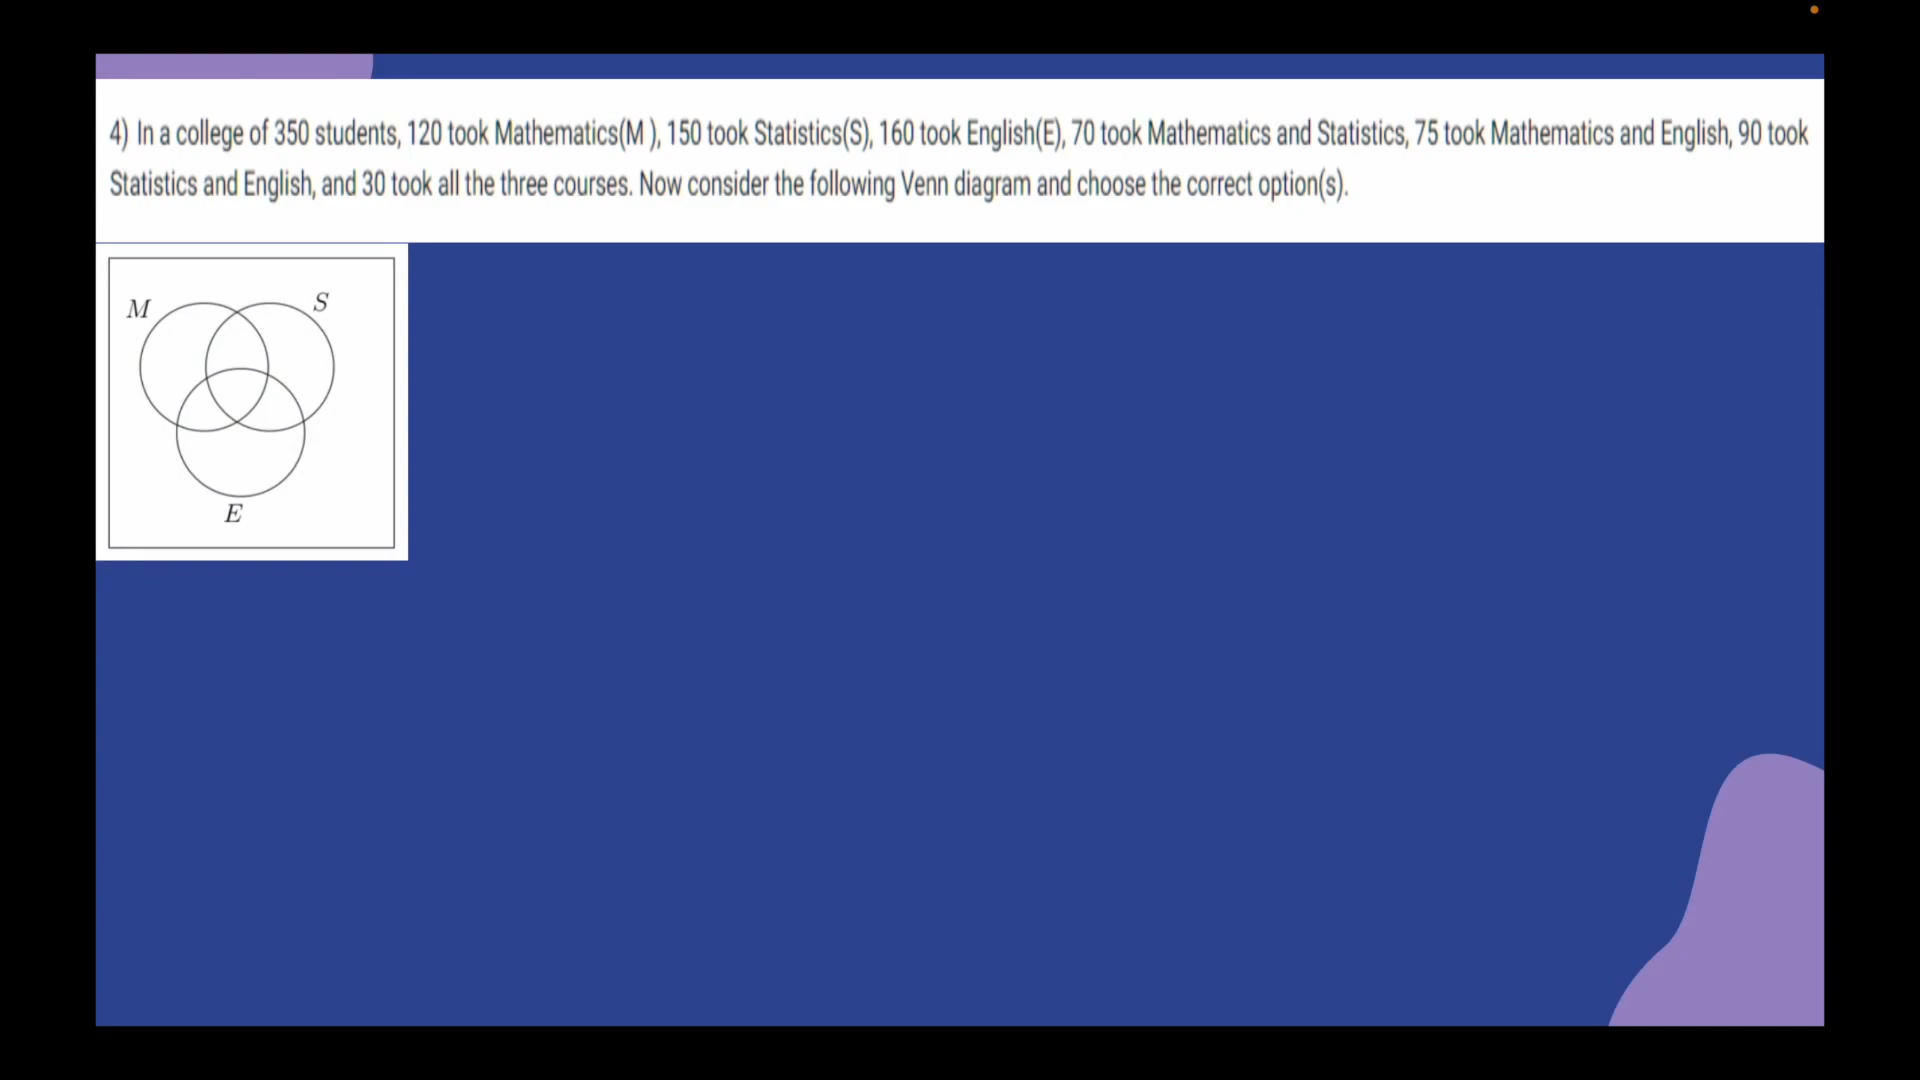 4) In a college of 350 students, 120 took Mathematics(M ), 150 took Statistics(S), 160 took English(E), 70 took Mathematics and Statistics, 75 took Mathematics and English, 90 took
Statistics and English, and 30 took all the three courses. Now consider the following Venn diagram and choose the correct option(s).
M
S
E